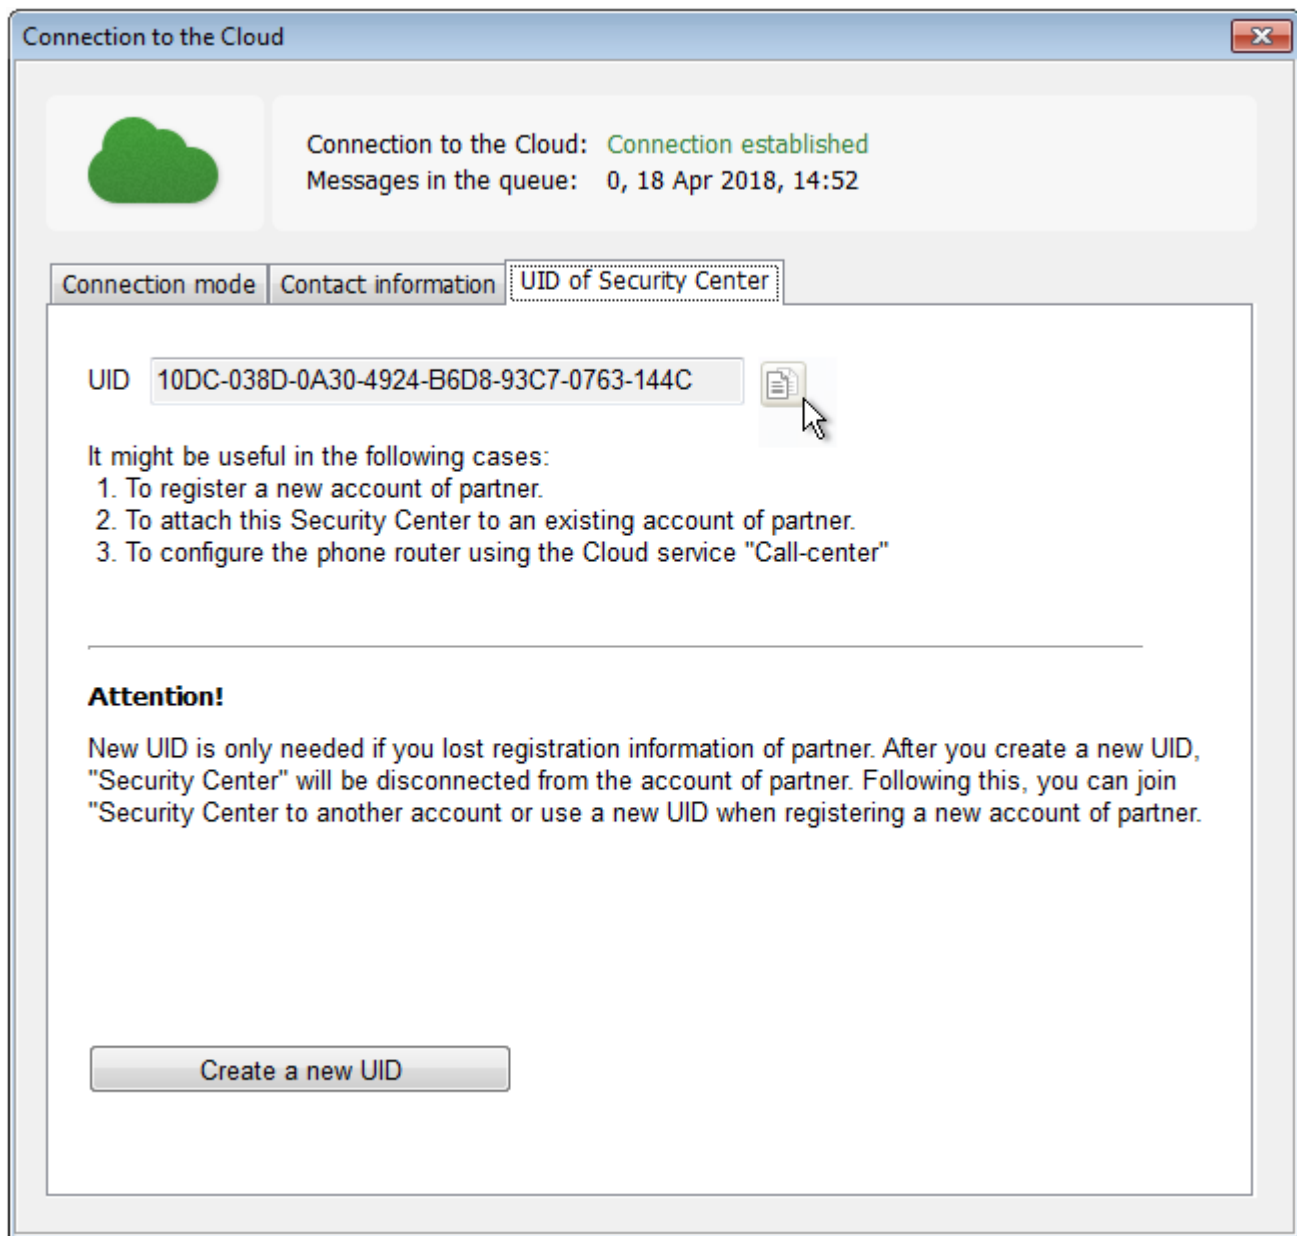 Connection to the Cloud
Connection to the Cloud: Connection established
Messages in the queue: 0, 18 Apr 2018, 14:52
Connection mode Contact information UID of Security Center
UID 10DC-038D-0A30-4924-B6D8-93C7-0763-144C
It might be useful in the following cases:
1. To register a new account of partner.
2. To attach this Security Center to an existing account of partner.
3. To configure the phone router using the Cloud service "Call-center"
Attention!
New UID is only needed if you lost registration information of partner. After you create a new UID,
"Security Center" will be disconnected from the account of partner. Following this, you can join
"Security Center to another account or use a new UID when registering a new account of partner.
Create a new UID